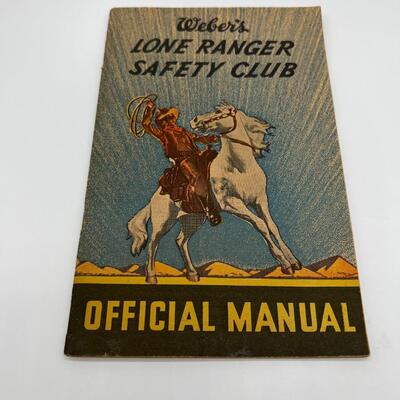 Weber's
LONE RANGER
SAFETY CLUB
OFFICIAL MANUAL